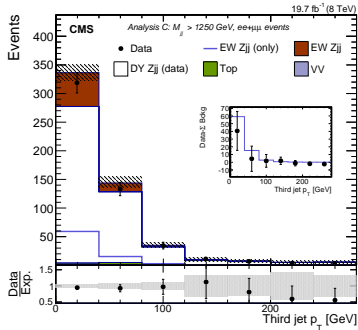 19.7 fb⁻¹ (8 TeV)
CMS Analysis C: M_jj > 1250 GeV, ee+μμ events
Data EW Zjj (only) EW Zjj
DY Zjj (data) Top VV
Events
350
300
250
200
150
100
50
70
60
50
40
30
20
10
0
-10
Data-Σ Bdkg
0 100 200
Third jet p_T [GeV]
Data
Exp.
1.5
1.0
0.5
0 100 200
Third jet p_T [GeV]